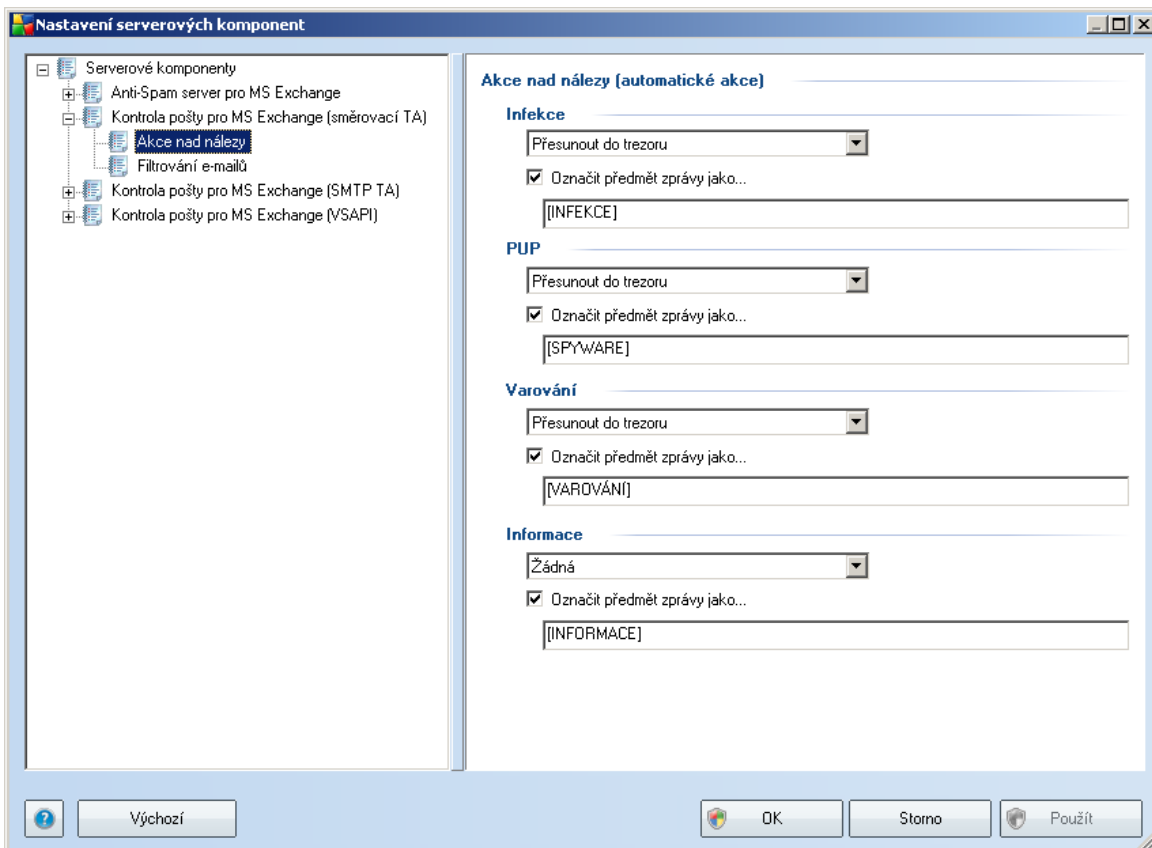 Nastavení serverových komponent
Serverové komponenty
Anti-Spam server pro MS Exchange
Kontrola pošty pro MS Exchange (směrovací TA)
Akce nad nálezy
Filtrování e-mailů
Kontrola pošty pro MS Exchange (SMTP TA)
Kontrola pošty pro MS Exchange (VSAPI)
Akce nad nálezy (automatické akce)
Infekce
Přesunout do trezoru
Označit předmět zprávy jako...
[INFEKCE]
PUP
Přesunout do trezoru
Označit předmět zprávy jako...
[SPYWARE]
Varování
Přesunout do trezoru
Označit předmět zprávy jako...
[VAROVÁNÍ]
Informace
Žádná
Označit předmět zprávy jako...
[INFORMACE]
Výchozí
OK
Storno
Použít